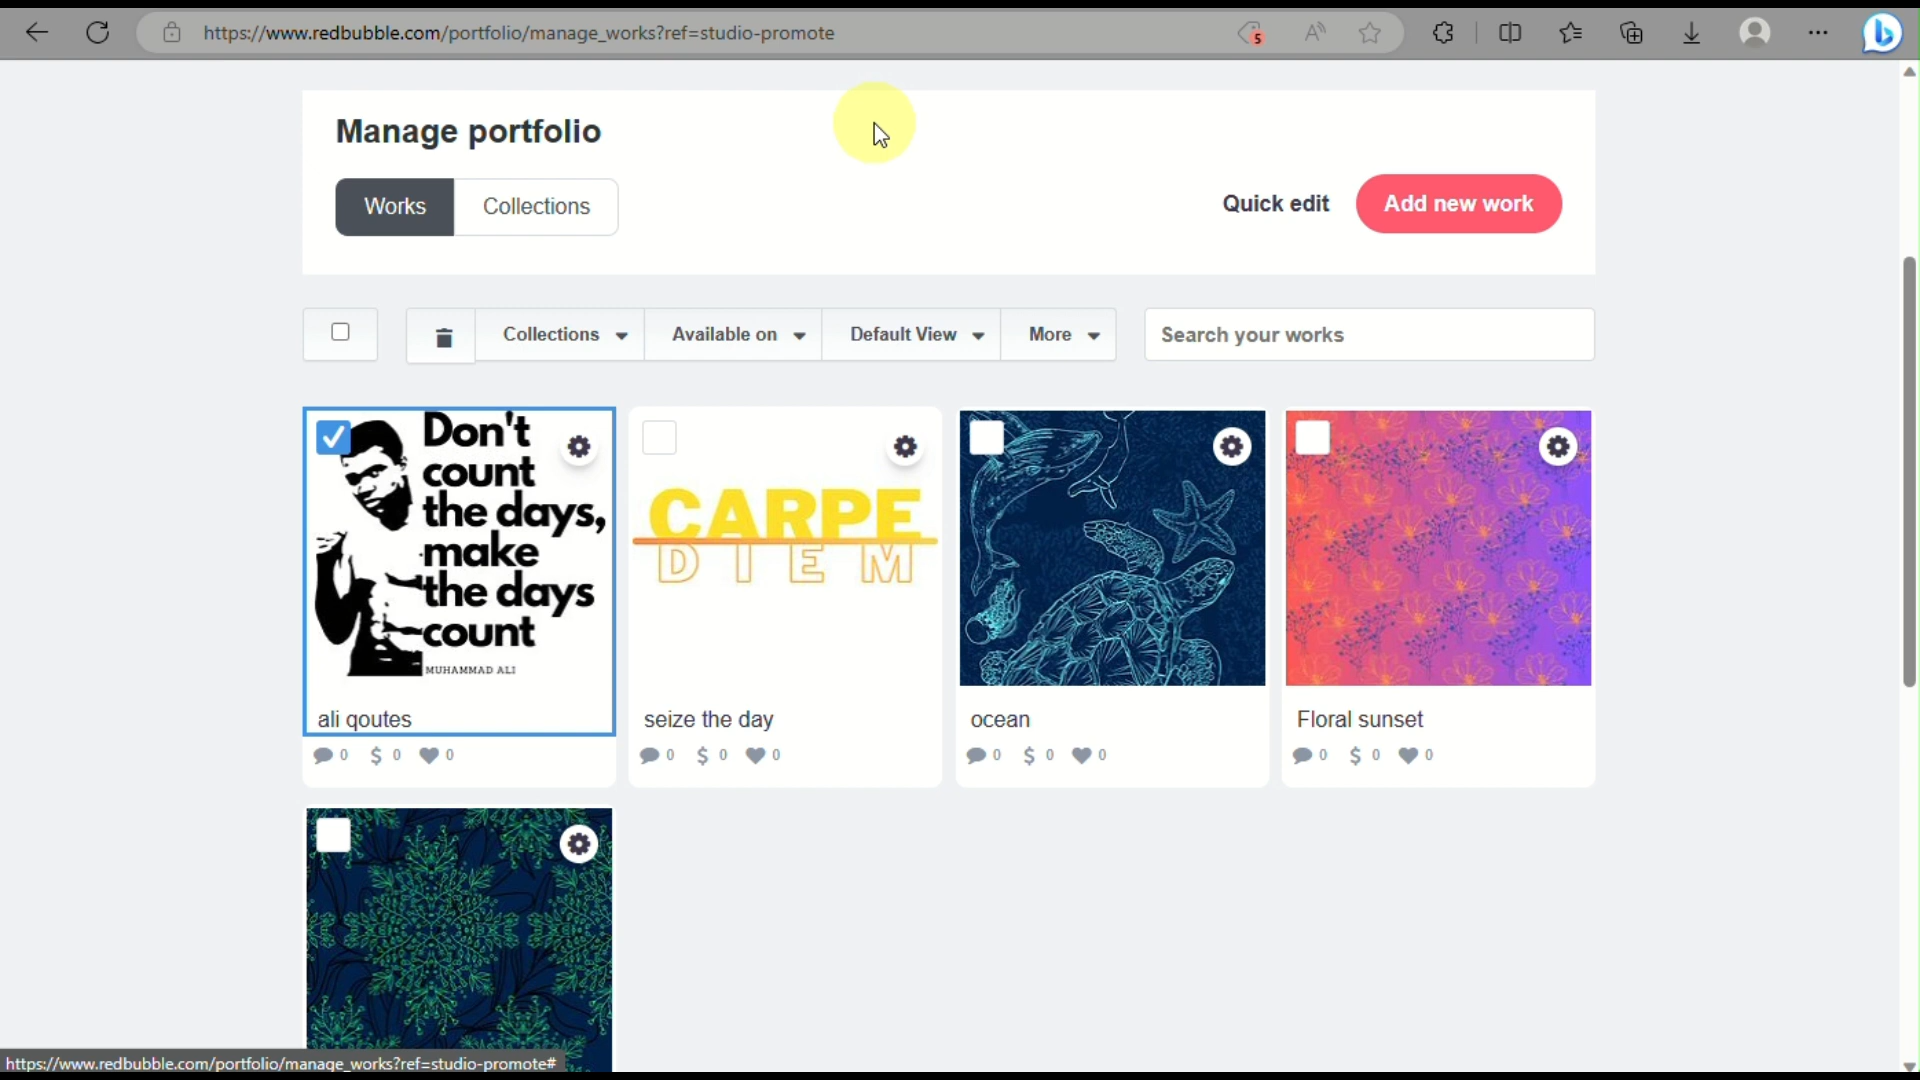 https://www.redbubble.com/portfolio/manage_works?ref=studio-promote
5
Manage portfolio
Works
Collections
Quick edit
Add new work
Collections
Available on
Default View
More
Search your works
Don't
count
the days,
make
the days
count
MUHAMMAD ALI
CARPE
DIEM
ali qoutes
seize the day
ocean
Floral sunset
0 $ 0 0
0 $ 0 0
0 $ 0 0
0 $ 0 0
https://www.redbubble.com/portfolio/manage_works?ref=studio-promote#